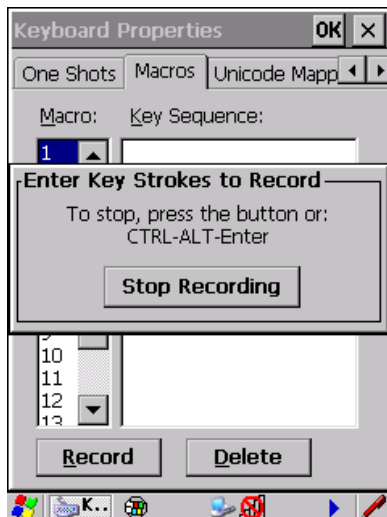 Keyboard Properties OK ×
One Shots Macros Unicode Mapp
Macro: Key Sequence:
1
Enter Key Strokes to Record
To stop, press the button or:
CTRL-ALT-Enter
Stop Recording
10
11
12
13
Record Delete
K..